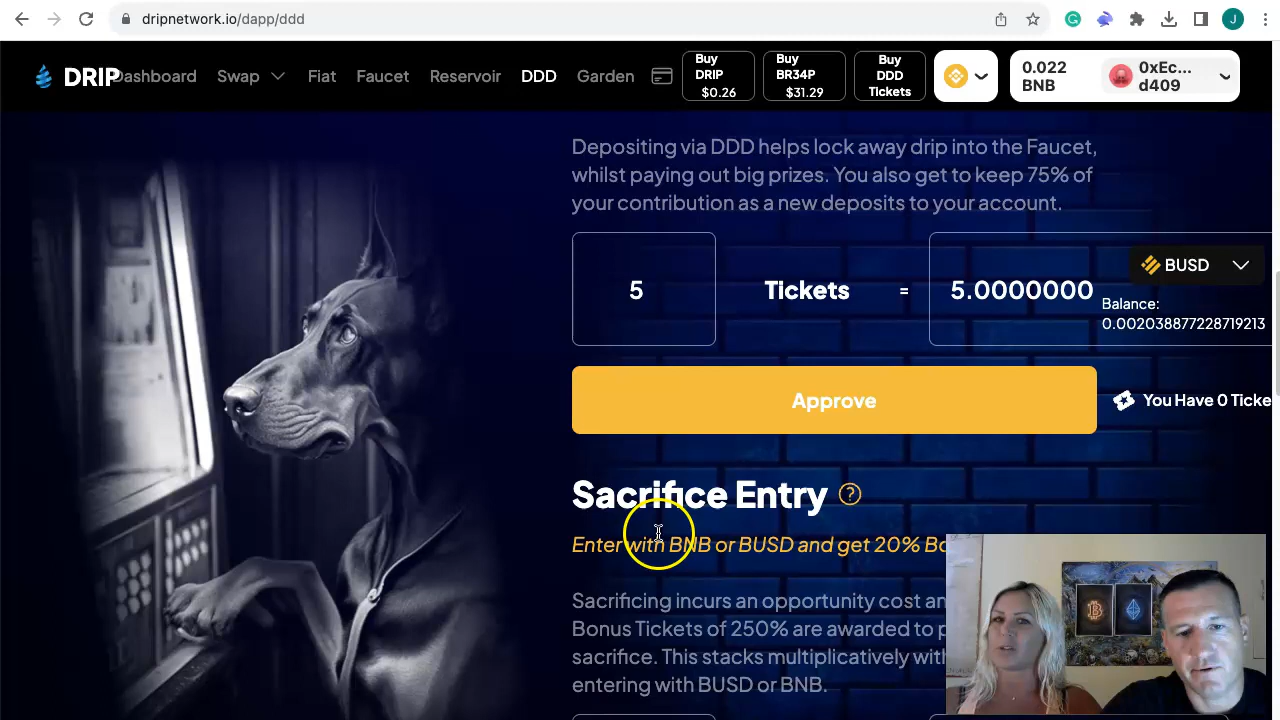 dripnetwork.io/dapp/ddd
J
DRIP
Dashboard Swap Fiat Faucet Reservoir DDD Garden
Buy
DRIP
$0.26
Buy
BR34P
$31.29
Buy
DDD
Tickets
0.022
BNB
0xEc...
d409
Depositing via DDD helps lock away drip into the Faucet,
whilst paying out big prizes. You also get to keep 75% of
your contribution as a new deposits to your account.
5
Tickets
=
5.0000000
BUSD
Balance:
0.002038877228719213
Approve
You Have 0 Ticke
Sacrifice Entry ?
Enter with BNB or BUSD and get 20% Bo
Sacrificing incurs an opportunity cost an
Bonus Tickets of 250% are awarded to p
sacrifice. This stacks multiplicatively with
entering with BUSD or BNB.